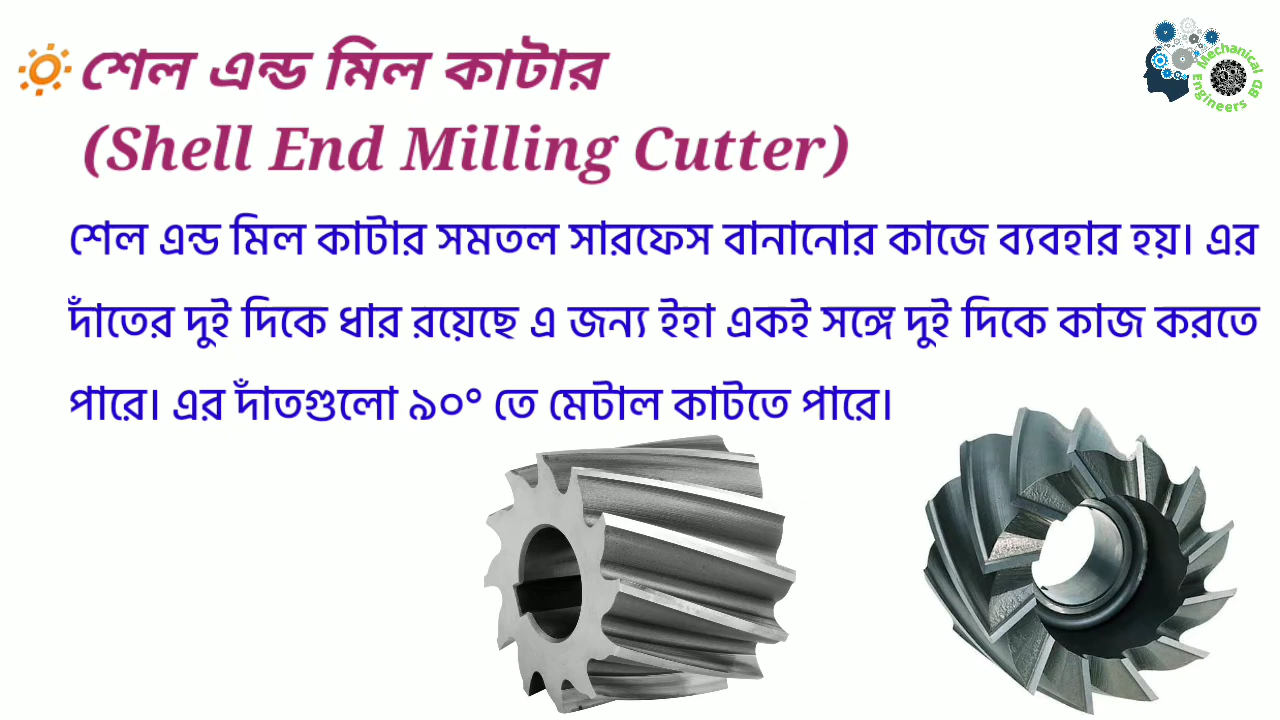 শেল এন্ড মিল কাটার
(Shell End Milling Cutter)
Mechanical Engineers BD
শেল এন্ড মিল কাটার সমতল সারফেস বানানোর কাজে ব্যবহার হয়। এর
দাঁতের দুই দিকে ধার রয়েছে এ জন্য ইহা একই সঙ্গে দুই দিকে কাজ করতে
পারে। এর দাঁতগুলো ৯০° তে মেটাল কাটতে পারে।